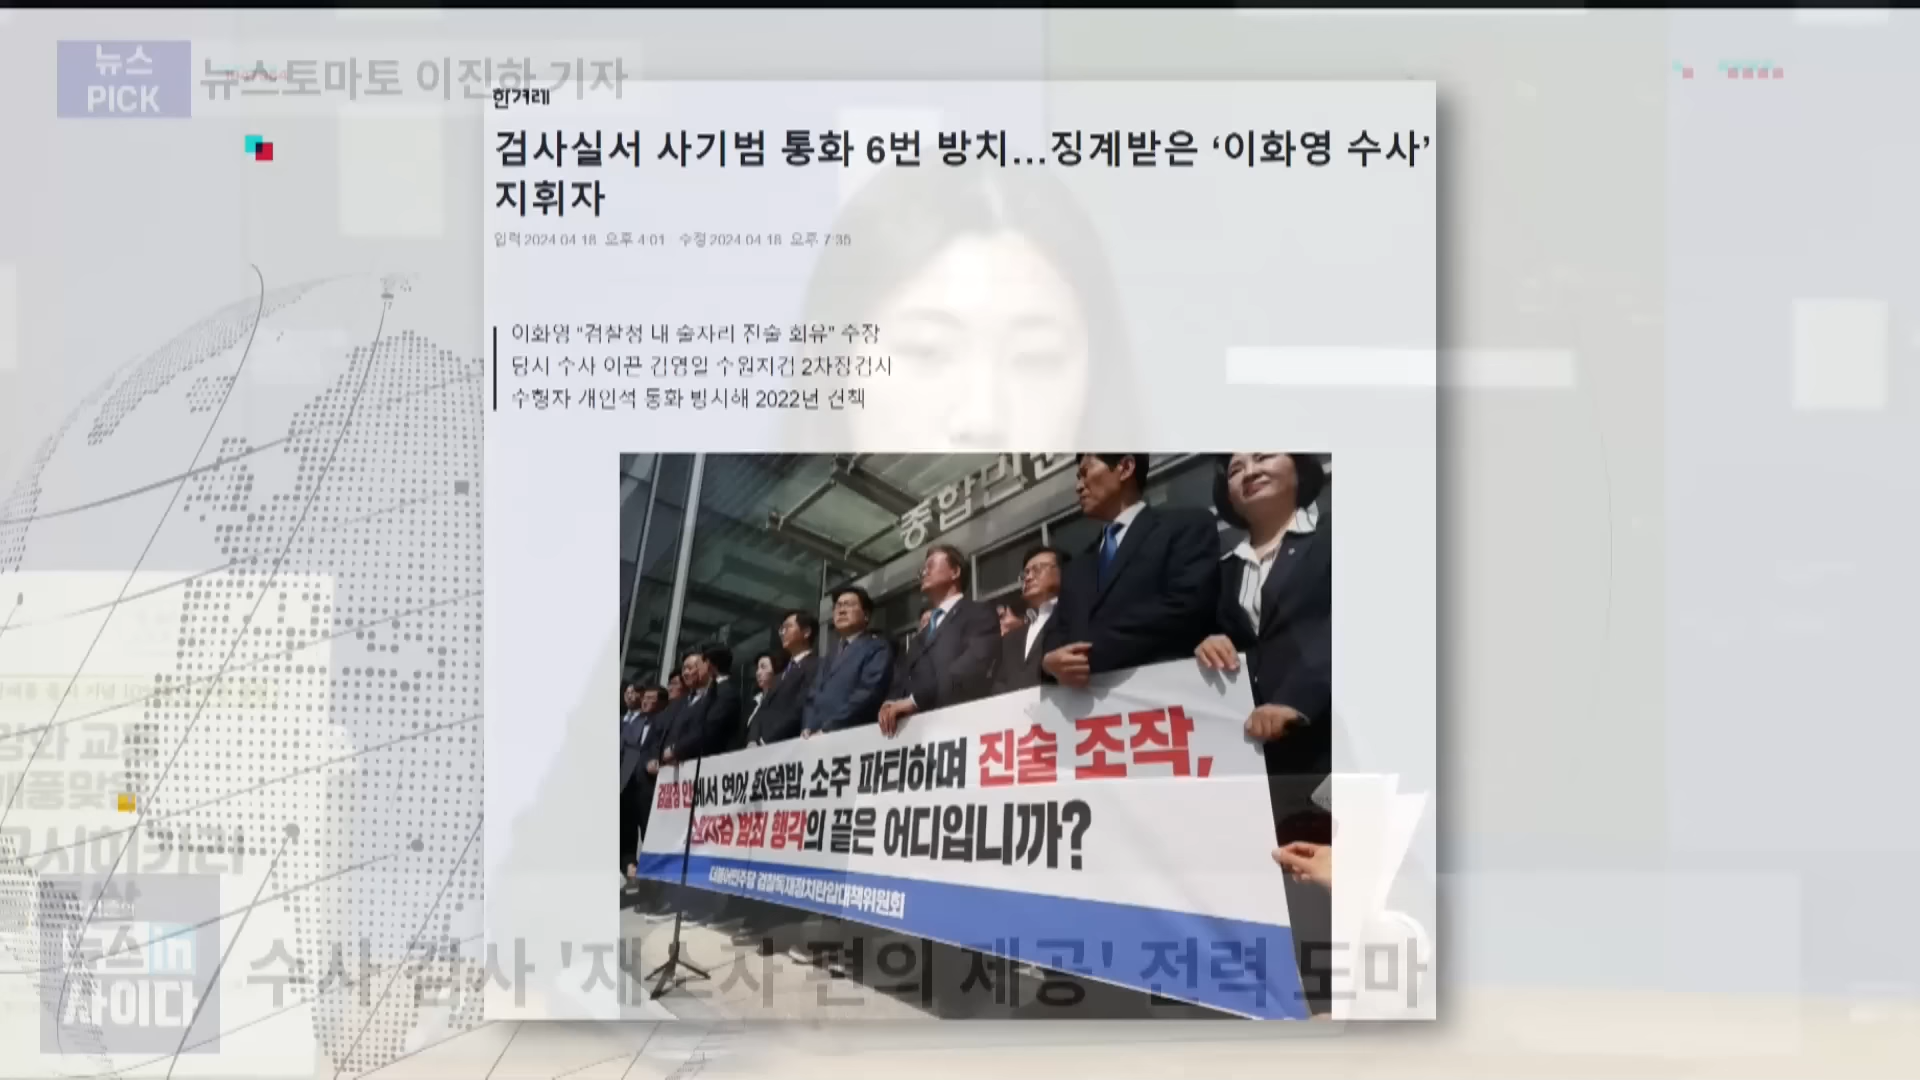 뉴스
PICK
뉴스토마토 이진하 기자
한겨레
검사실서 사기범 통화 6번 방치…징계받은 ‘이화영 수사’
지휘자
입력 2024 04 18 오후 4:01 수정 2024 04 18 오후 7:35
이화영 “검찰청 내 술자리 진술 회유” 주장
당시 수사 이끈 김영일 수원지검 2차장검사
수형자 개인적 통화 방치해 2022년 견책
종합민원
검찰청 안에서 연어, 회덮밥, 소주 파티하며 진술 조작,
범죄 행각의 끝은 어디입니까?
더불어민주당 검찰독재정치탄압대책위원회
뉴스in
사이다
수사 검사 '재소자 편의 제공' 전력 도마